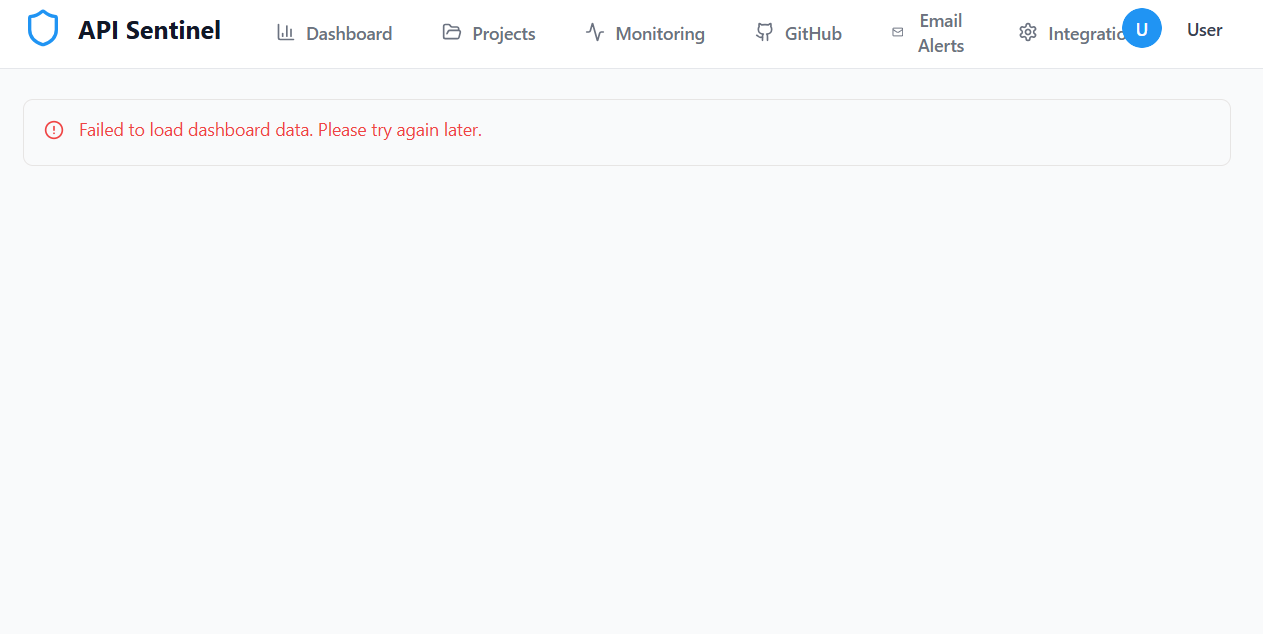 API Sentinel
Dashboard
Projects
Monitoring
GitHub
Email
Alerts
Integratio
U
User
Failed to load dashboard data. Please try again later.